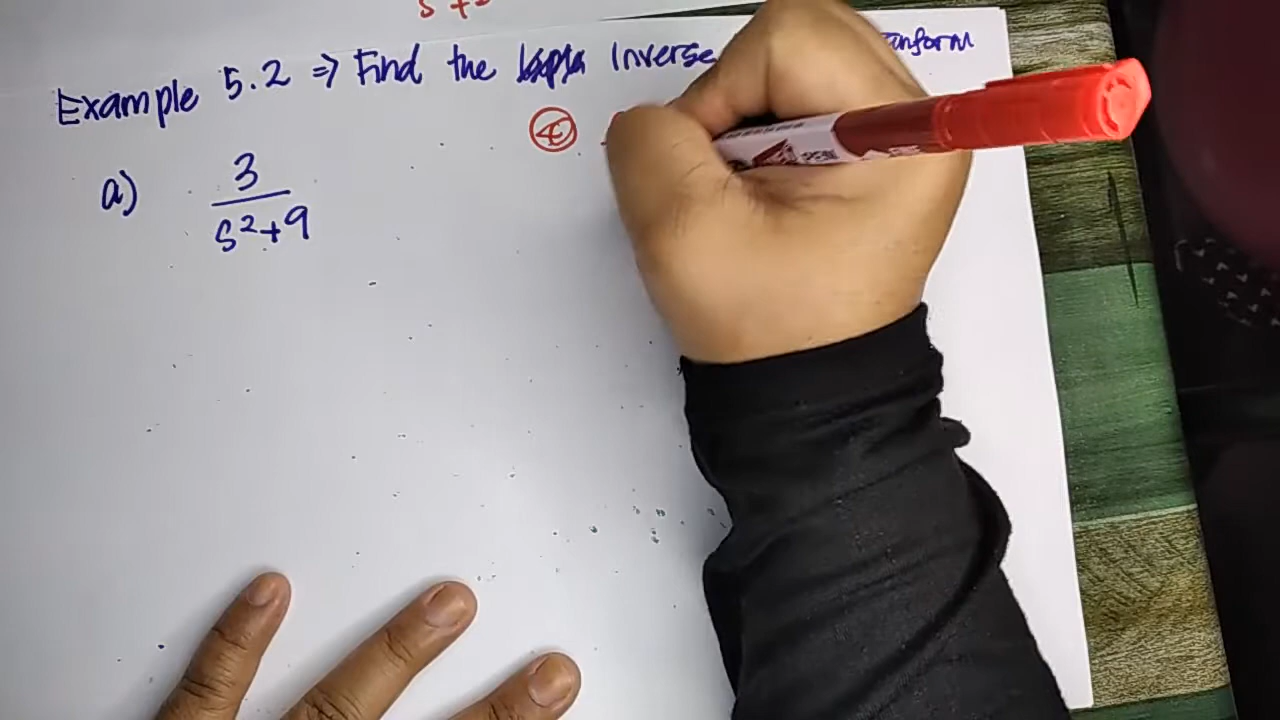 Example 5.2 ⇒ Find the Inverse
a) 3
s²+9